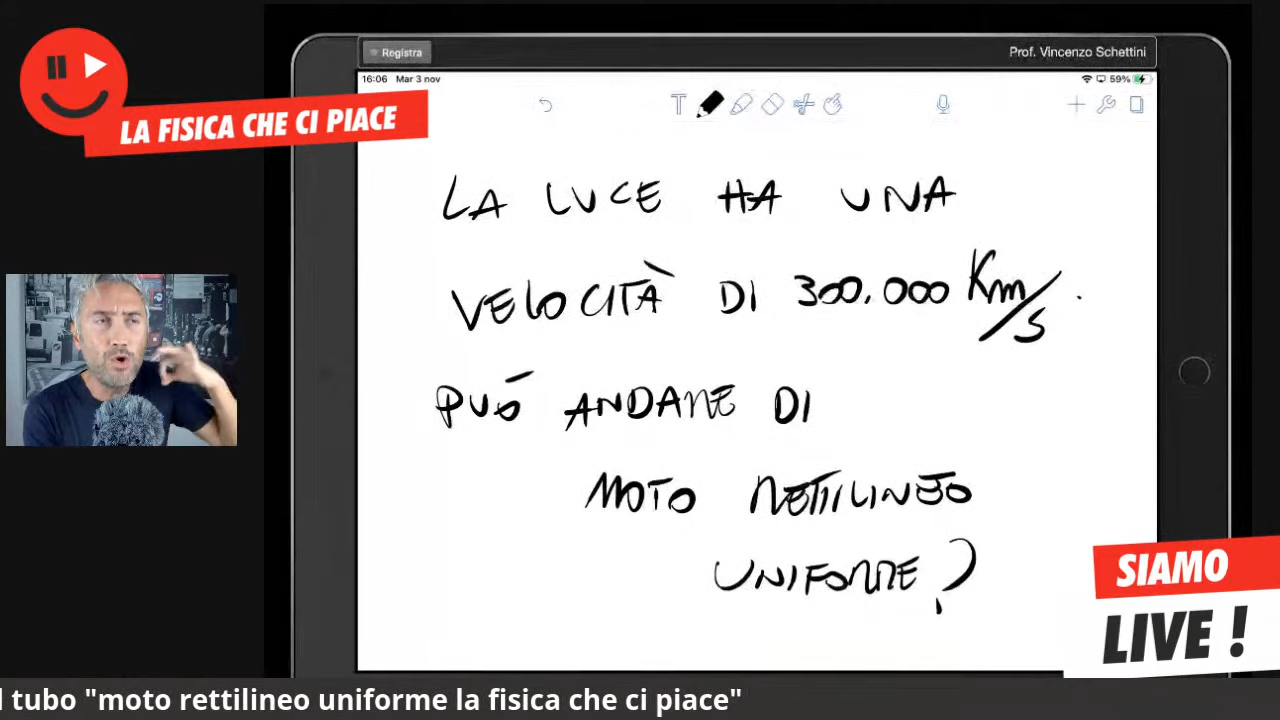 Registra
Prof. Vincenzo Schettini
16:06 Mar 3 nov
59%
LA FISICA CHE CI PIACE
LA LUCE HA UNA
VELOCITÀ DI 300.000 Km/s.
PUÓ ANDARE DI
MOTO RETTILINEO
UNIFORME?
SIAMO
LIVE !
l tubo "moto rettilineo uniforme la fisica che ci piace"